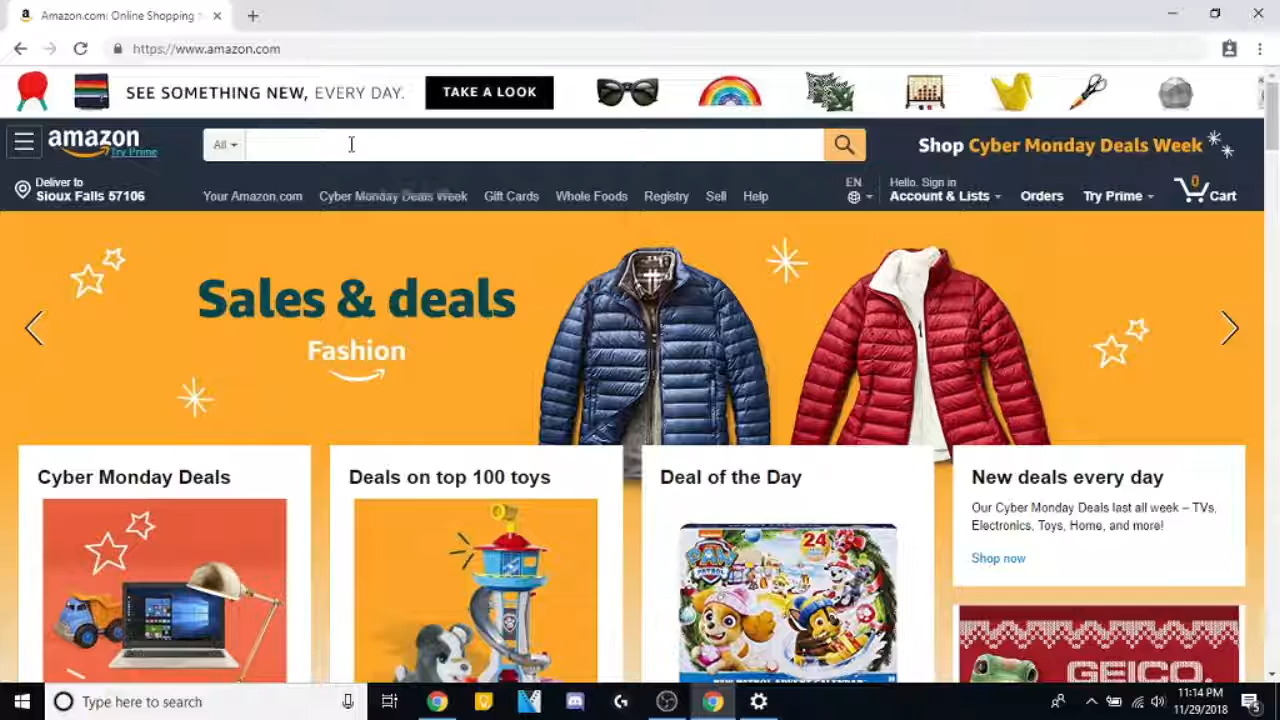 Amazon.com: Online Shopping
https://www.amazon.com
SEE SOMETHING NEW, EVERY DAY.
TAKE A LOOK
amazon
Try Prime
All
Shop Cyber Monday Deals Week
Deliver to
Sioux Falls 57106
Your Amazon.com
Cyber Monday Deals Week
Gift Cards
Whole Foods
Registry
Sell
Help
EN
Hello. Sign in
Account & Lists
Orders
Try Prime
0
Cart
Sales & deals
Fashion
Cyber Monday Deals
Deals on top 100 toys
Deal of the Day
New deals every day
Our Cyber Monday Deals last all week – TVs,
Electronics, Toys, Home, and more!
Shop now
PAW
PATROL
24
GEICO.
Type here to search
11:14 PM
11/29/2018
5